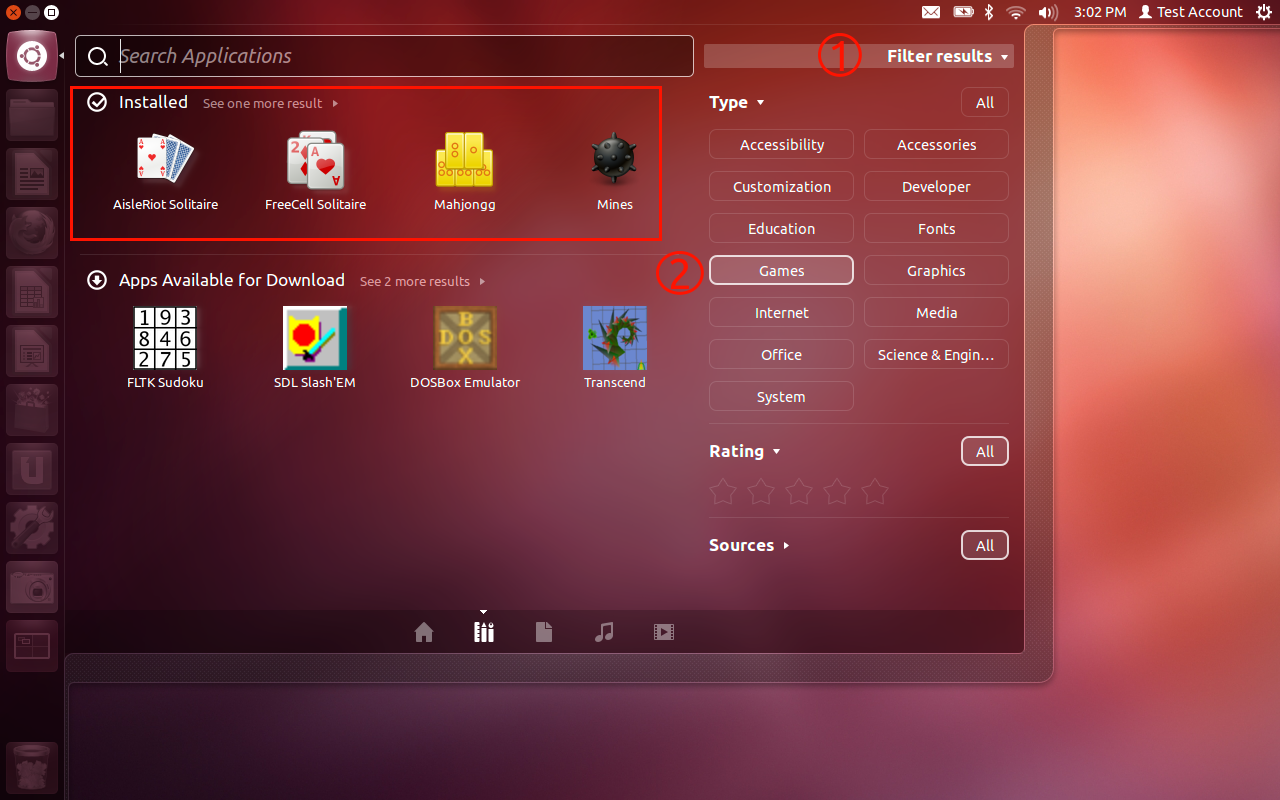 3:02 PM Test Account
Search Applications
① Filter results
Installed See one more result
AisleRiot Solitaire FreeCell Solitaire Mahjongg Mines
Apps Available for Download See 2 more results
1 9 3
8 4 6
2 7 5
BOX
DOS
FLTK Sudoku SDL Slash'EM DOSBox Emulator Transcend
Type All
Accessibility Accessories
Customization Developer
Education Fonts
② Games Graphics
Internet Media
Office Science & Engin…
System
Rating All
Sources All